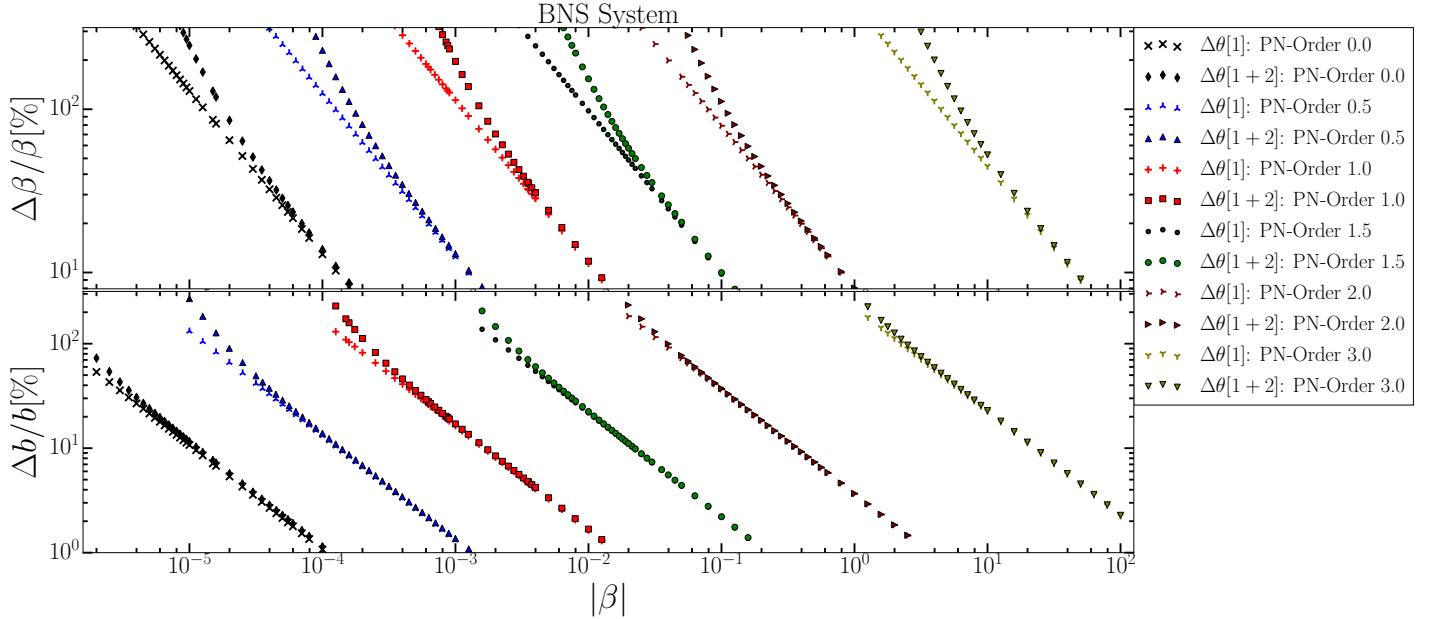 BNS System
Δβ/β[%]
10²
10¹
Δb/b[%]
10²
10¹
10⁰
10⁻⁵ 10⁻⁴ 10⁻³ 10⁻² 10⁻¹ 10⁰ 10¹ 10²
|β|
Δθ[1]: PN-Order 0.0
Δθ[1 + 2]: PN-Order 0.0
Δθ[1]: PN-Order 0.5
Δθ[1 + 2]: PN-Order 0.5
Δθ[1]: PN-Order 1.0
Δθ[1 + 2]: PN-Order 1.0
Δθ[1]: PN-Order 1.5
Δθ[1 + 2]: PN-Order 1.5
Δθ[1]: PN-Order 2.0
Δθ[1 + 2]: PN-Order 2.0
Δθ[1]: PN-Order 3.0
Δθ[1 + 2]: PN-Order 3.0